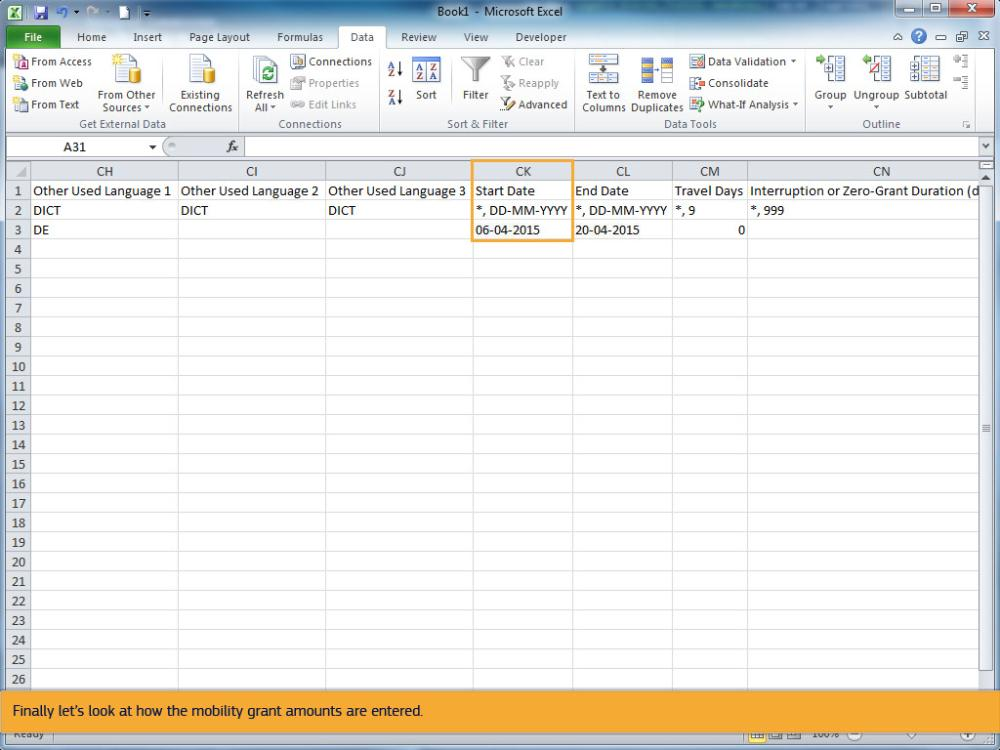 Book1 - Microsoft Excel
File Home Insert Page Layout Formulas Data Review View Developer
From Access
From Web
From Text
From Other Sources
Existing Connections
Get External Data
Refresh All
Connections
Properties
Edit Links
Connections
Sort
Filter
Clear
Reapply
Advanced
Sort & Filter
Text to Columns
Remove Duplicates
Data Validation
Consolidate
What-If Analysis
Data Tools
Group
Ungroup
Subtotal
Outline
A31 fx
CH CI CJ CK CL CM CN
1 Other Used Language 1 Other Used Language 2 Other Used Language 3 Start Date End Date Travel Days Interruption or Zero-Grant Duration (d
2 DICT DICT DICT *, DD-MM-YYYY *, DD-MM-YYYY *, 9 *, 999
3 DE 06-04-2015 20-04-2015 0
4
5
6
7
8
9
10
11
12
13
14
15
16
17
18
19
20
21
22
23
24
25
26
Finally let's look at how the mobility grant amounts are entered.
Ready 100%